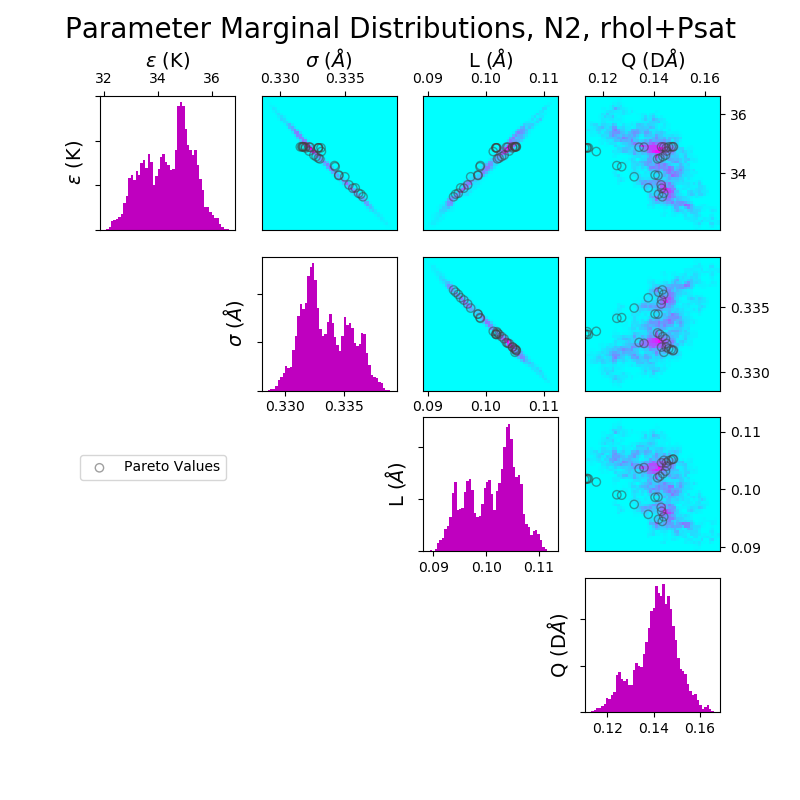 Parameter Marginal Distributions, N2, rhol+Psat
ε (K) σ (Å) L (Å) Q (DÅ)
32 34 36 0.330 0.335 0.09 0.10 0.11 0.12 0.14 0.16
ε (K)
36
34
σ (Å)
0.335
0.330
0.330 0.335 0.09 0.10 0.11
L (Å)
0.11
0.10
0.09
Pareto Values
0.09 0.10 0.11
Q (DÅ)
0.12 0.14 0.16